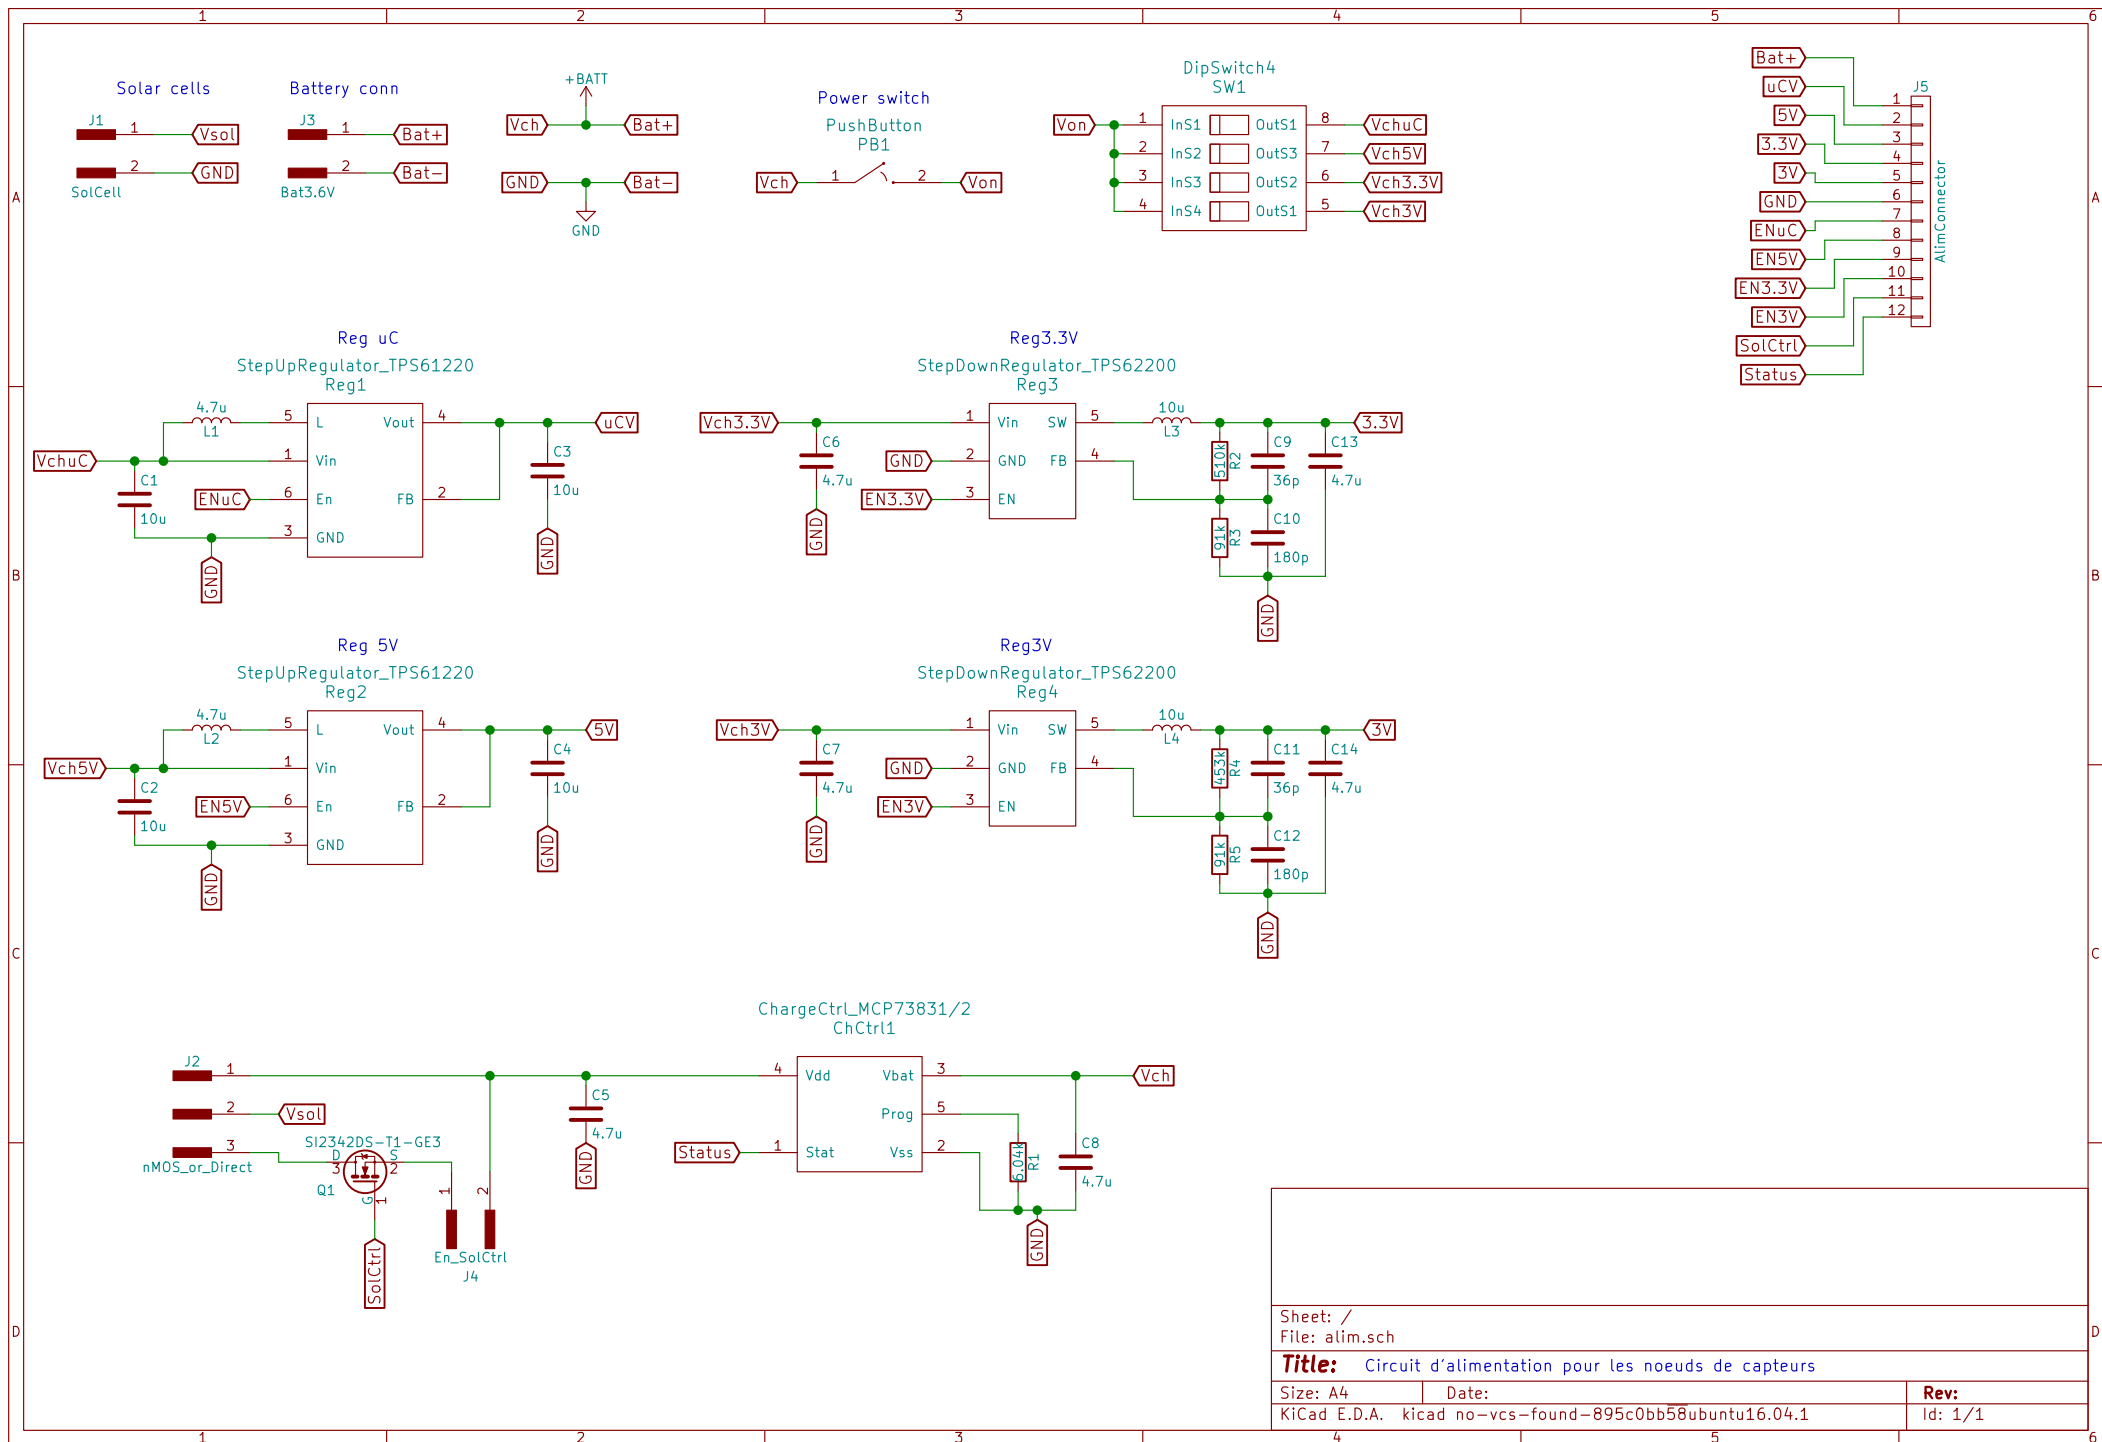 1 2 3 4 5 6
Solar cells
J1
1 Vsol
2 GND
SolCell
Battery conn
J3
1 Bat+
2 Bat-
Bat3.6V
+BATT
Vch Bat+
GND Bat-
GND
Power switch
PushButton
PB1
Vch 1 2 Von
DipSwitch4
SW1
Von 1 InS1 OutS1 8 VchuC
2 InS2 OutS3 7 Vch5V
3 InS3 OutS2 6 Vch3.3V
4 InS4 OutS1 5 Vch3V
J5
Bat+ 1
uCV 2
5V 3
3.3V 4
3V 5
GND 6
ENuC 7
EN5V 8
EN3.3V 9
EN3V 10
SolCtrl 11
Status 12
AlimConnector
A A
Reg uC
StepUpRegulator_TPS61220
Reg1
4.7u
L1
5 L Vout 4 uCV
VchuC 1 Vin
C1
10u
ENuC 6 En FB 2
3 GND
GND
C3
10u
GND
Reg3.3V
StepDownRegulator_TPS62200
Reg3
Vch3.3V 1 Vin SW 5
GND 2 GND FB 4
EN3.3V 3 EN
C6
4.7u
GND
10u
L3
510k R2
91k R3
C9
36p
C10
180p
C13
4.7u
3.3V
GND
B B
Reg 5V
StepUpRegulator_TPS61220
Reg2
4.7u
L2
5 L Vout 4 5V
Vch5V 1 Vin
C2
10u
EN5V 6 En FB 2
3 GND
GND
C4
10u
GND
Reg3V
StepDownRegulator_TPS62200
Reg4
Vch3V 1 Vin SW 5
GND 2 GND FB 4
EN3V 3 EN
C7
4.7u
GND
10u
L4
453k R4
91k R5
C11
36p
C12
180p
C14
4.7u
3V
GND
C C
J2
1
2 Vsol
3
nMOS_or_Direct
SI2342DS-T1-GE3
D S
3 2
Q1
G 1
SolCtrl
1 2
En_SolCtrl
J4
C5
4.7u
GND
ChargeCtrl_MCP73831/2
ChCtrl1
4 Vdd Vbat 3 Vch
Prog 5
Status 1 Stat Vss 2
6.04k R1
C8
4.7u
GND
D D
Sheet: /
File: alim.sch
Title: Circuit d'alimentation pour les noeuds de capteurs
Size: A4 Date: Rev:
KiCad E.D.A. kicad no-vcs-found-895c0bb58ubuntu16.04.1 Id: 1/1
1 2 3 4 5 6